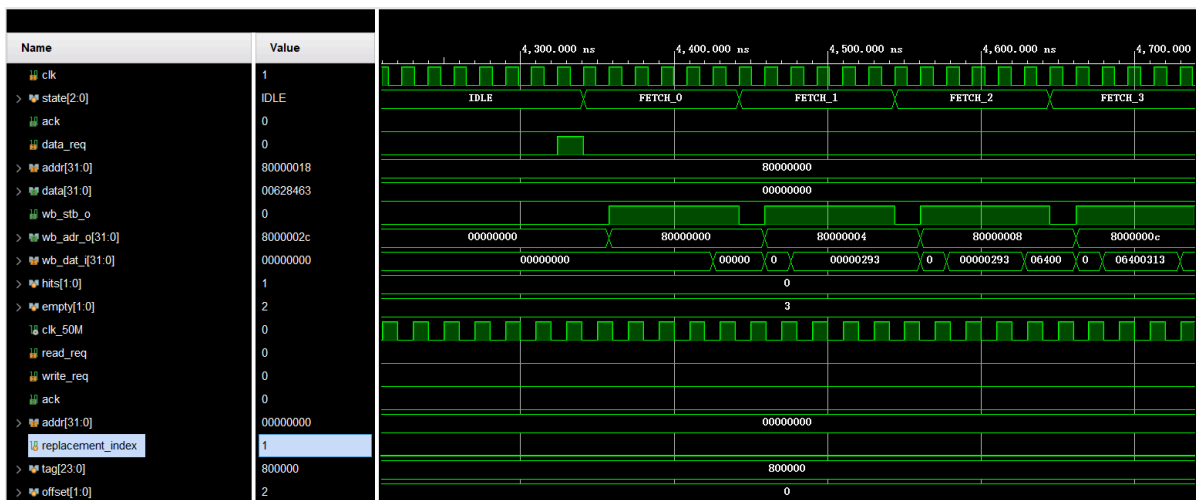 Name Value
4,300.000 ns 4,400.000 ns 4,500.000 ns 4,600.000 ns 4,700.000
clk 1
state[2:0] IDLE IDLE FETCH_0 FETCH_1 FETCH_2 FETCH_3
ack 0
data_req 0
addr[31:0] 80000018 80000000
data[31:0] 00628463 00000000
wb_stb_o 0
wb_adr_o[31:0] 8000002c 00000000 80000000 80000004 80000008 8000000c
wb_dat_i[31:0] 00000000 00000000 00000 0 00000293 0 00000293 06400 0 06400313
hits[1:0] 1 0
empty[1:0] 2 3
clk_50M 0
read_req 0
write_req 0
ack 0
addr[31:0] 00000000 00000000
replacement_index 1
tag[23:0] 800000 800000
offset[1:0] 2 0